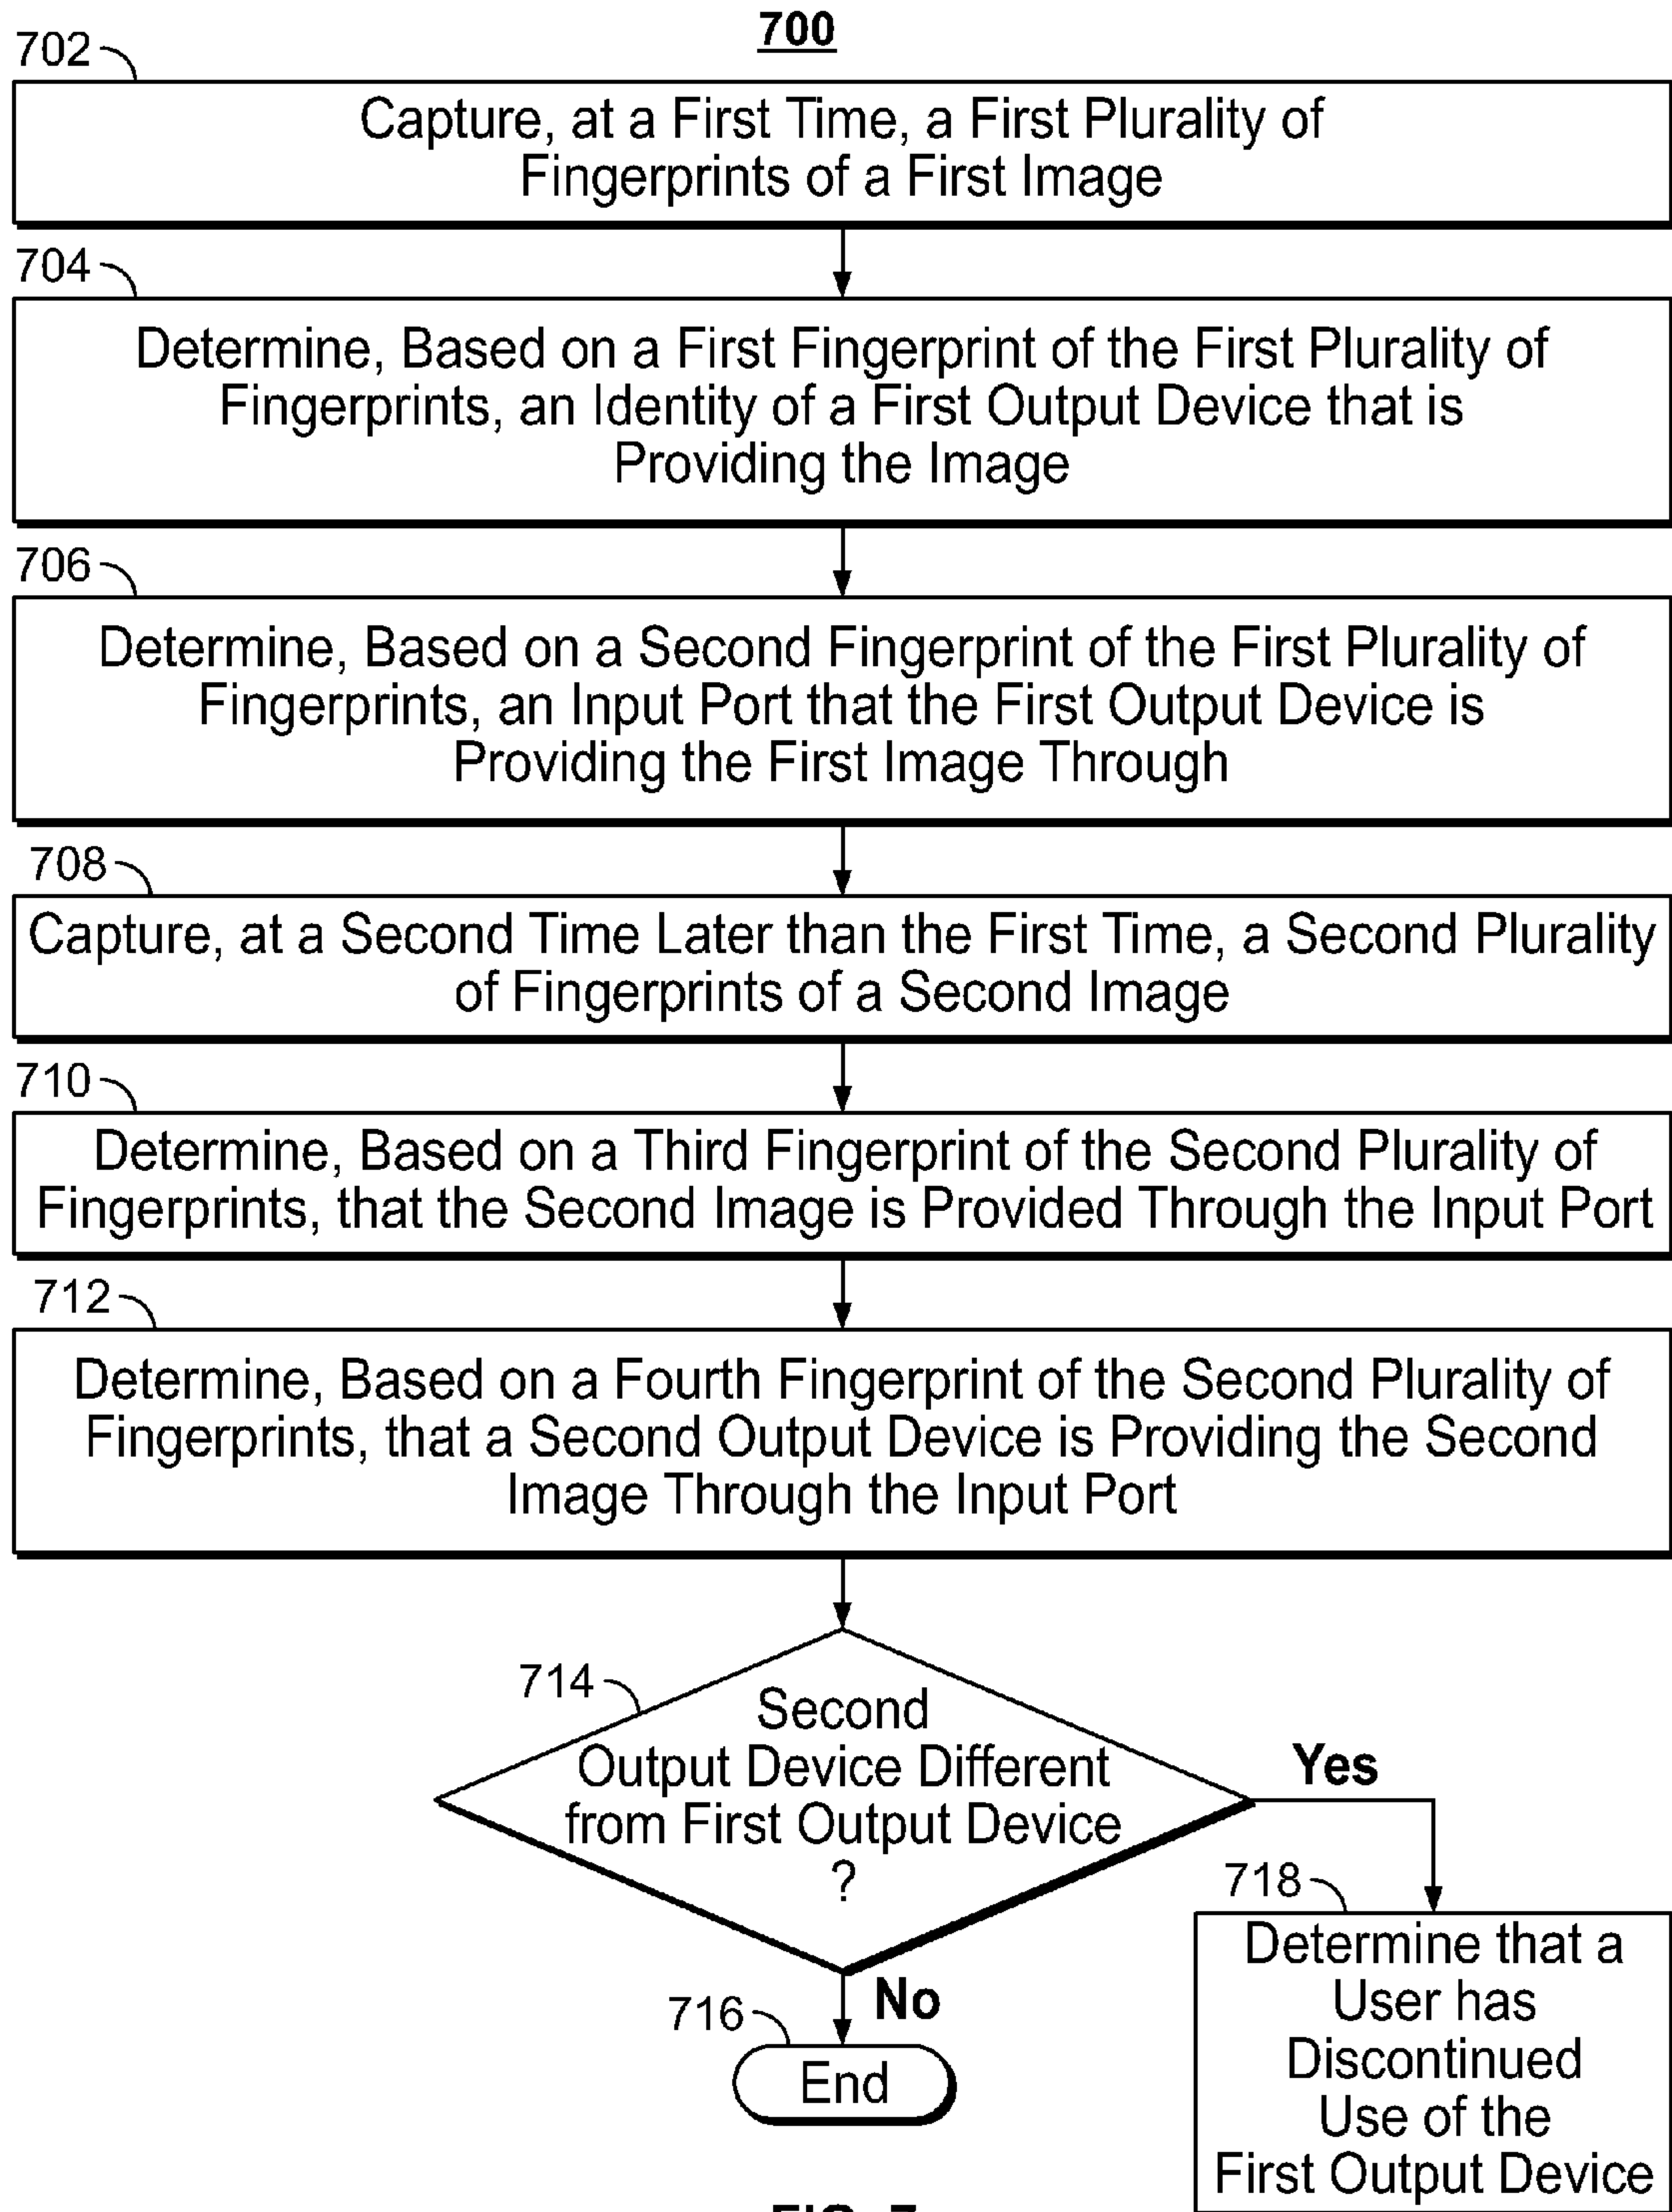 700
702
Capture, at a First Time, a First Plurality of
Fingerprints of a First Image
704
Determine, Based on a First Fingerprint of the First Plurality of
Fingerprints, an Identity of a First Output Device that is
Providing the Image
706
Determine, Based on a Second Fingerprint of the First Plurality of
Fingerprints, an Input Port that the First Output Device is
Providing the First Image Through
708
Capture, at a Second Time Later than the First Time, a Second Plurality
of Fingerprints of a Second Image
710
Determine, Based on a Third Fingerprint of the Second Plurality of
Fingerprints, that the Second Image is Provided Through the Input Port
712
Determine, Based on a Fourth Fingerprint of the Second Plurality of
Fingerprints, that a Second Output Device is Providing the Second
Image Through the Input Port
714
Second
Output Device Different
from First Output Device
?
Yes
No
716
End
718
Determine that a
User has
Discontinued
Use of the
First Output Device